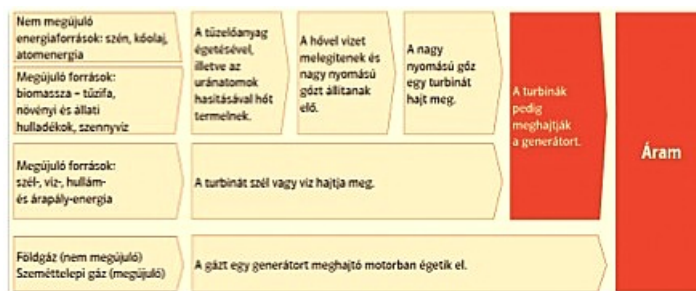 Nem megújuló
energiaforrások: szén, kőolaj,
atomenergia
Megújuló források:
biomassza – tűzifa,
növényi és állati
hulladékok, szennyvíz
A tüzelőanyag
égetésével,
illetve az
uránatomok
hasításával hőt
termelnek.
A hővel vizet
melegítenek és
nagy nyomású
gőzt állítanak
elő.
A nagy
nyomású gőz
egy turbinát
hajt meg.
A turbinák
pedig
meghajtják
a generátort.
Áram
Megújuló források:
szél-, víz-, hullám-
és árapály-energia
A turbinát szél vagy víz hajtja meg.
Földgáz (nem megújuló)
Szeméttelepi gáz (megújuló)
A gázt egy generátort meghajtó motorban égetik el.